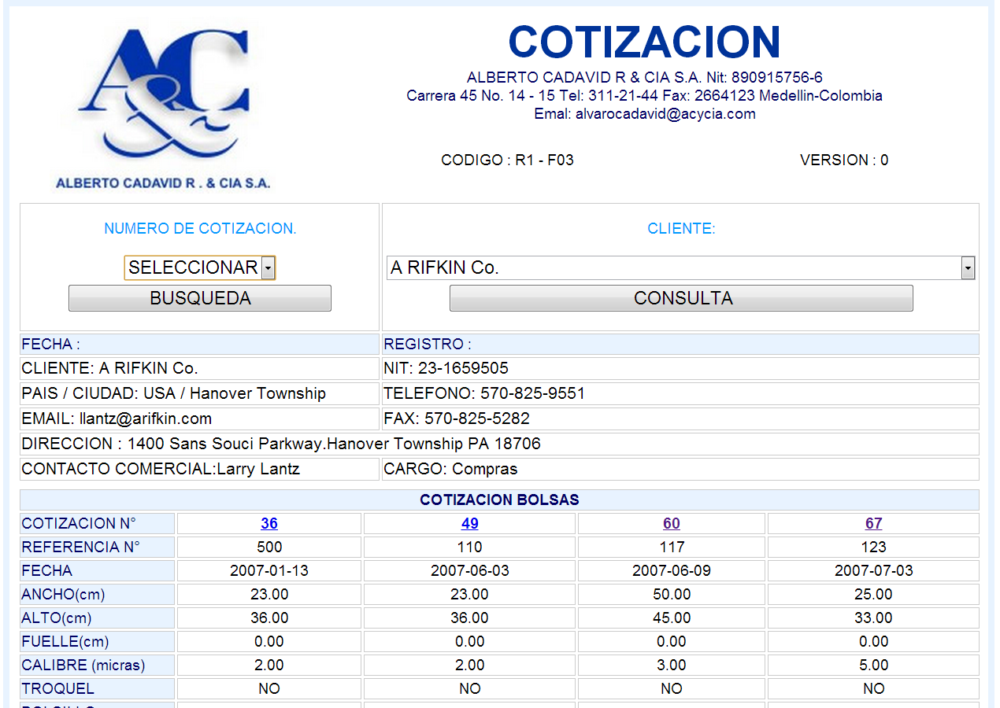 A&C
ALBERTO CADAVID R . & CIA S.A.
COTIZACION
ALBERTO CADAVID R & CIA S.A. Nit: 890915756-6
Carrera 45 No. 14 - 15 Tel: 311-21-44 Fax: 2664123 Medellin-Colombia
Emal: alvarocadavid@acycia.com
CODIGO : R1 - F03 VERSION : 0
NUMERO DE COTIZACION. CLIENTE:
SELECCIONAR A RIFKIN Co.
BUSQUEDA CONSULTA
FECHA : REGISTRO :
CLIENTE: A RIFKIN Co. NIT: 23-1659505
PAIS / CIUDAD: USA / Hanover Township TELEFONO: 570-825-9551
EMAIL: llantz@arifkin.com FAX: 570-825-5282
DIRECCION : 1400 Sans Souci Parkway.Hanover Township PA 18706
CONTACTO COMERCIAL:Larry Lantz CARGO: Compras
COTIZACION BOLSAS
COTIZACION N° 36 49 60 67
REFERENCIA N° 500 110 117 123
FECHA 2007-01-13 2007-06-03 2007-06-09 2007-07-03
ANCHO(cm) 23.00 23.00 50.00 25.00
ALTO(cm) 36.00 36.00 45.00 33.00
FUELLE(cm) 0.00 0.00 0.00 0.00
CALIBRE (micras) 2.00 2.00 3.00 5.00
TROQUEL NO NO NO NO